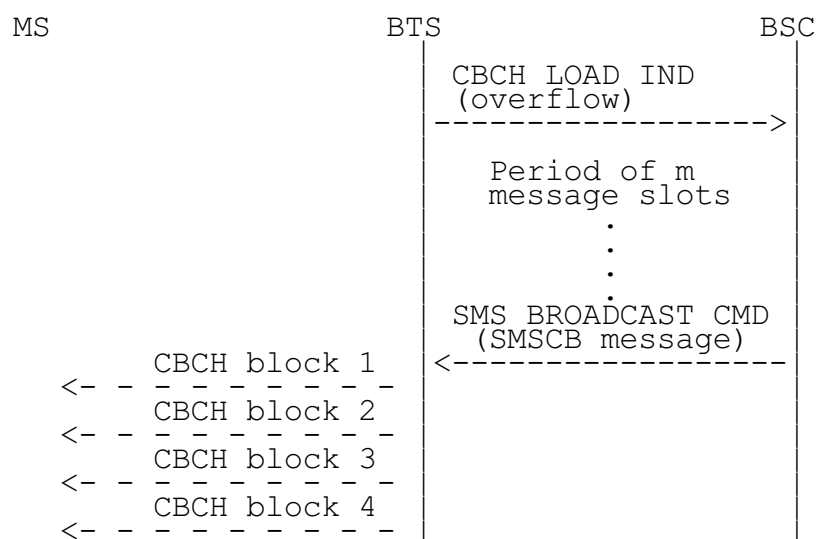 MS BTS BSC
CBCH LOAD IND
(overflow)
Period of m
message slots
SMS BROADCAST CMD
(SMSCB message)
CBCH block 1
CBCH block 2
CBCH block 3
CBCH block 4